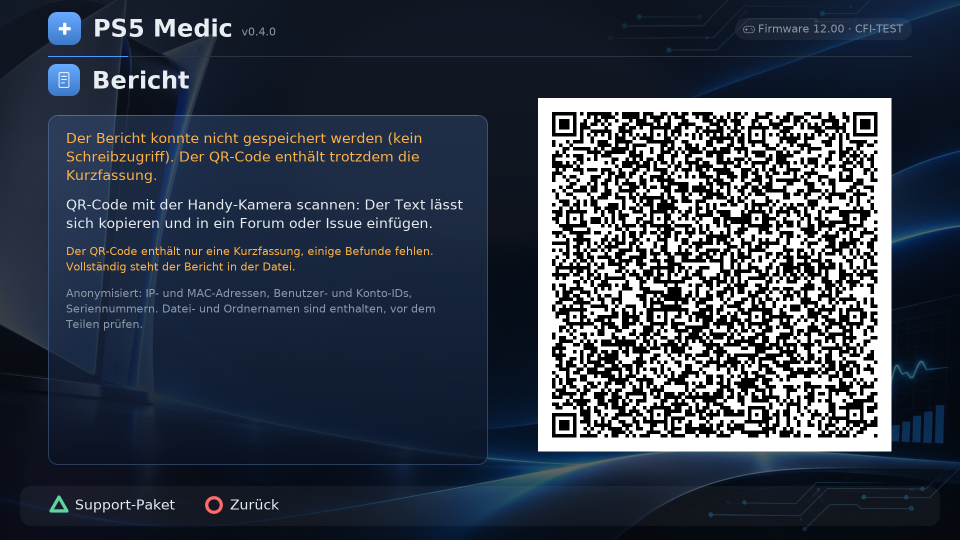 PS5 Medic v0.4.0
Firmware 12.00 · CFI-TEST
Bericht
Der Bericht konnte nicht gespeichert werden (kein
Schreibzugriff). Der QR-Code enthält trotzdem die
Kurzfassung.
QR-Code mit der Handy-Kamera scannen: Der Text lässt
sich kopieren und in ein Forum oder Issue einfügen.
Der QR-Code enthält nur eine Kurzfassung, einige Befunde fehlen.
Vollständig steht der Bericht in der Datei.
Anonymisiert: IP- und MAC-Adressen, Benutzer- und Konto-IDs,
Seriennummern. Datei- und Ordnernamen sind enthalten, vor dem
Teilen prüfen.
Support-Paket
Zurück